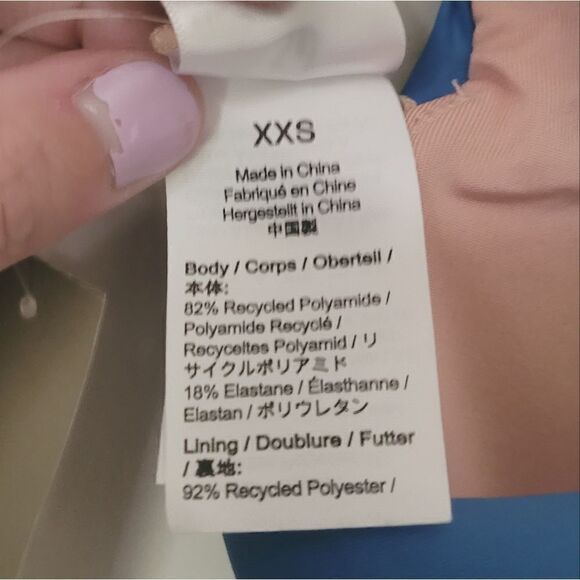 XXS
Made in China
Fabriqué en Chine
Hergestellt in China
中国製
Body / Corps / Oberteil /
本体:
82% Recycled Polyamide /
Polyamide Recyclé /
Recyceltes Polyamid / リ
サイクルポリアミド
18% Elastane / Élasthanne /
Elastan / ポリウレタン
Lining / Doublure / Futter
/ 裏地:
92% Recycled Polyester /